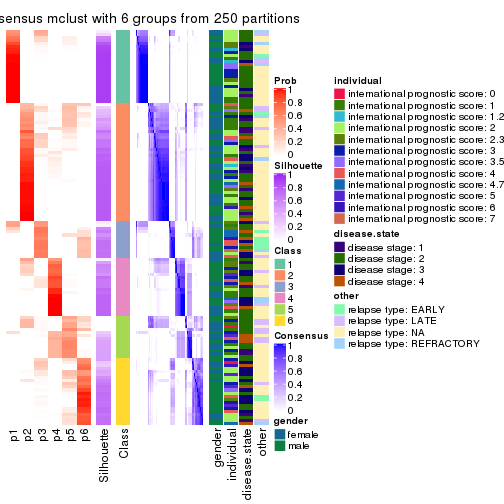 sensus mclust with 6 groups from 250 partitions
p1
p2
p3
p4
p5
p6
Silhouette
Class
gender
individual
disease.state
other
Prob
1
0.8
0.6
0.4
0.2
0
Silhouette
1
0.8
0.6
0.4
0.2
0
Class
1
2
3
4
5
6
Consensus
1
0.8
0.6
0.4
0.2
0
gender
female
male
individual
international prognostic score: 0
international prognostic score: 1
international prognostic score: 1.2
international prognostic score: 2
international prognostic score: 2.3
international prognostic score: 3
international prognostic score: 3.5
international prognostic score: 4
international prognostic score: 4.7
international prognostic score: 5
international prognostic score: 6
international prognostic score: 7
disease.state
disease stage: 1
disease stage: 2
disease stage: 3
disease stage: 4
other
relapse type: EARLY
relapse type: LATE
relapse type: NA
relapse type: REFRACTORY